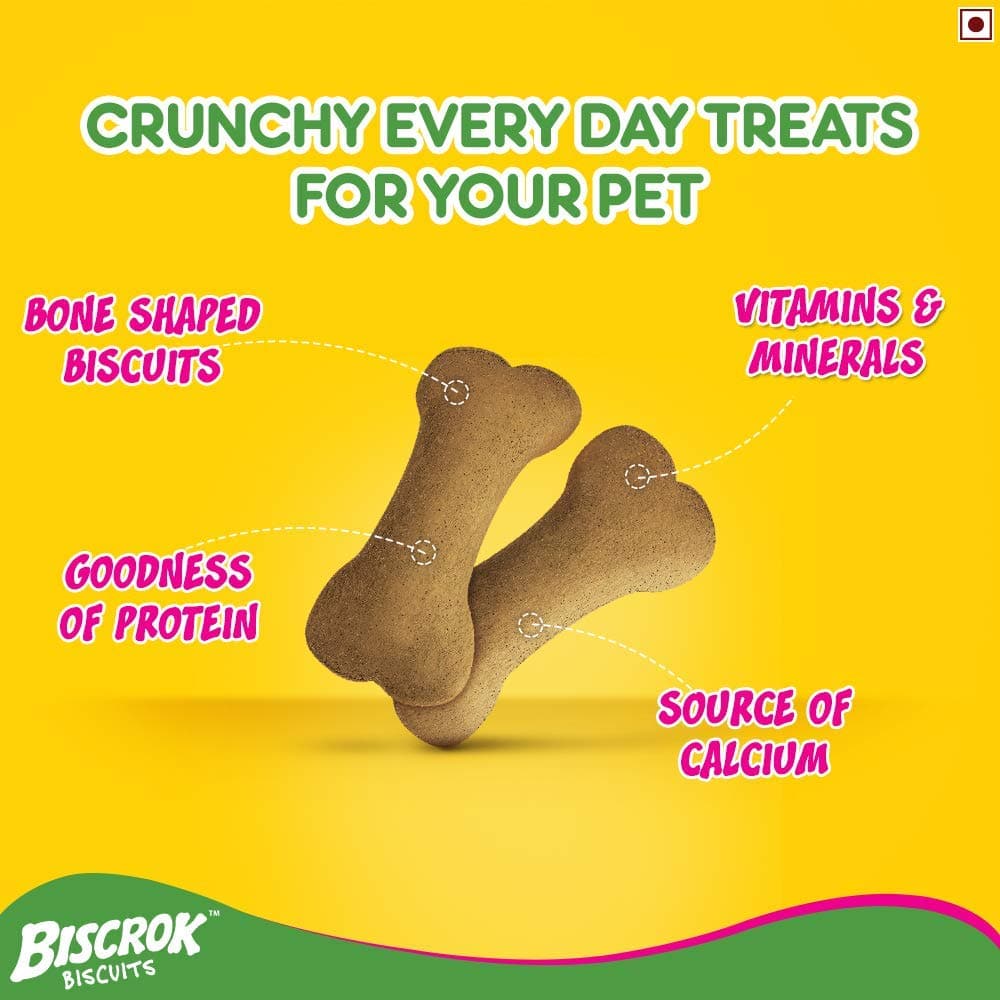 CRUNCHY EVERY DAY TREATS
FOR YOUR PET
BONE SHAPED
BISCUITS
VITAMINS &
MINERALS
GOODNESS
OF PROTEIN
SOURCE OF
CALCIUM
BISCROK™
BISCUITS